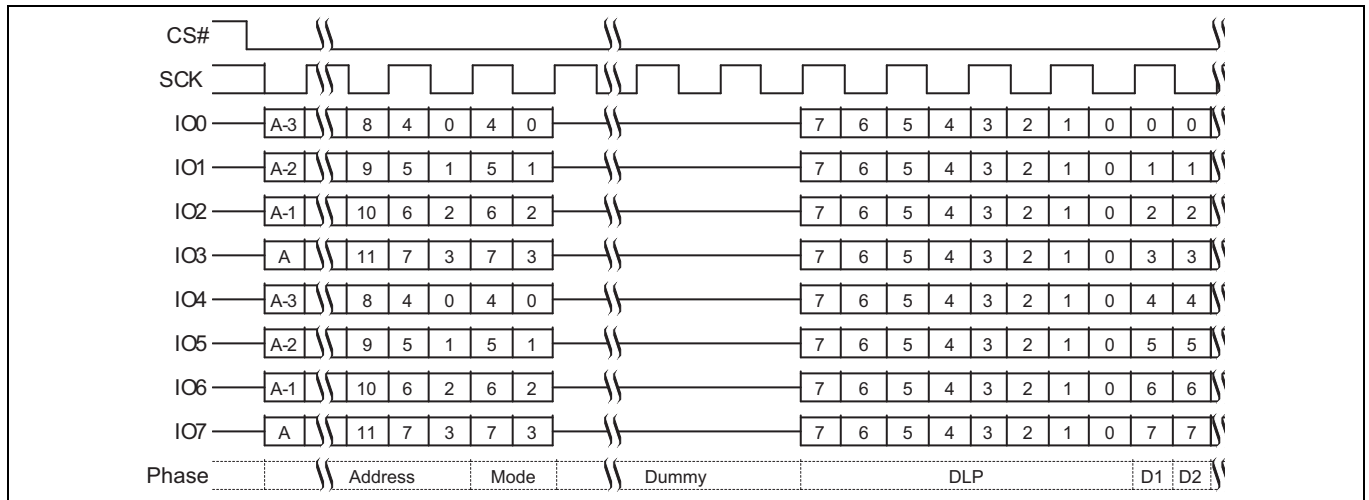 CS#
SCK
IO0 A-3 8 4 0 4 0 7 6 5 4 3 2 1 0 0 0
IO1 A-2 9 5 1 5 1 7 6 5 4 3 2 1 0 1 1
IO2 A-1 10 6 2 6 2 7 6 5 4 3 2 1 0 2 2
IO3 A 11 7 3 7 3 7 6 5 4 3 2 1 0 3 3
IO4 A-3 8 4 0 4 0 7 6 5 4 3 2 1 0 4 4
IO5 A-2 9 5 1 5 1 7 6 5 4 3 2 1 0 5 5
IO6 A-1 10 6 2 6 2 7 6 5 4 3 2 1 0 6 6
IO7 A 11 7 3 7 3 7 6 5 4 3 2 1 0 7 7
Phase Address Mode Dummy DLP D1 D2